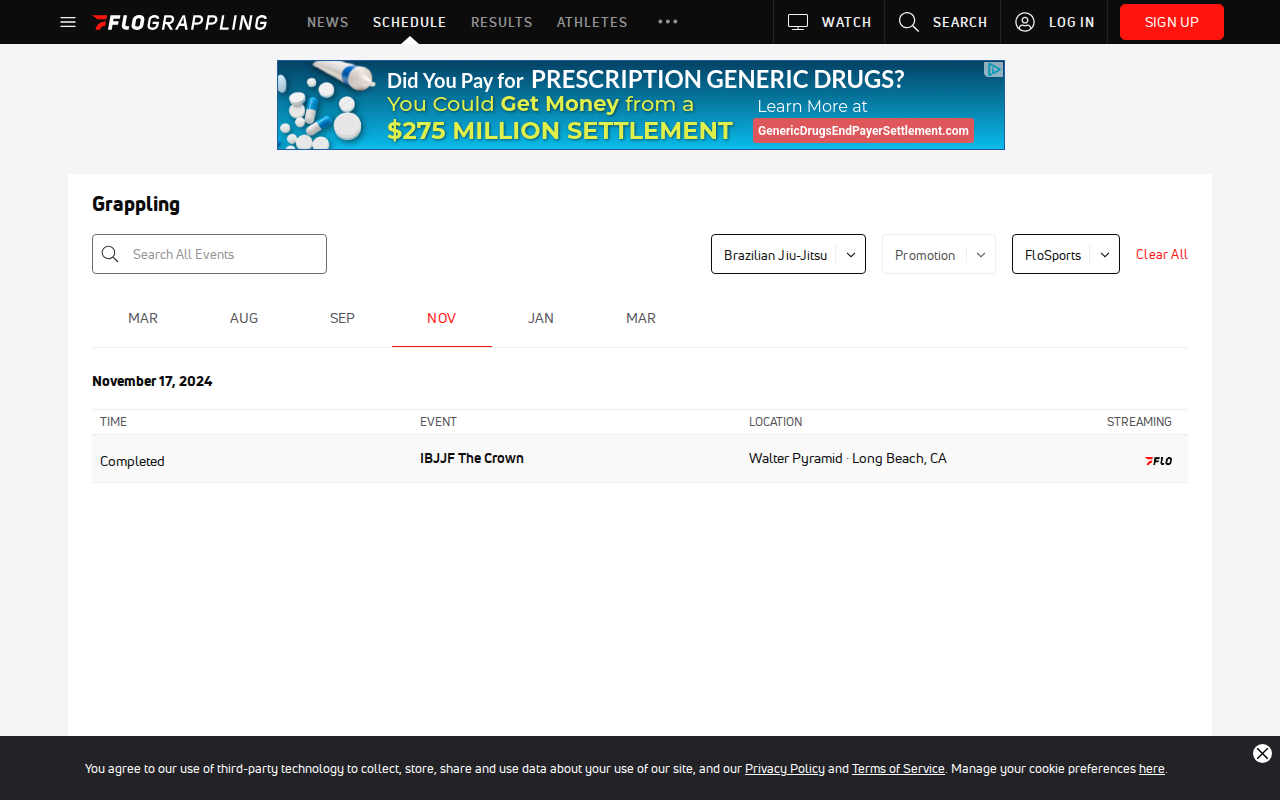 FLOGRAPPLING NEWS SCHEDULE RESULTS ATHLETES WATCH SEARCH LOG IN SIGN UP
Did You Pay for PRESCRIPTION GENERIC DRUGS?
You Could Get Money from a
$275 MILLION SETTLEMENT
Learn More at
GenericDrugsEndPayerSettlement.com
Grappling
Search All Events Brazilian Jiu-Jitsu Promotion FloSports Clear All
MAR AUG SEP NOV JAN MAR
November 17, 2024
TIME EVENT LOCATION STREAMING
Completed IBJJF The Crown Walter Pyramid · Long Beach, CA FLO
You agree to our use of third-party technology to collect, store, share and use data about your use of our site, and our Privacy Policy and Terms of Service. Manage your cookie preferences here.